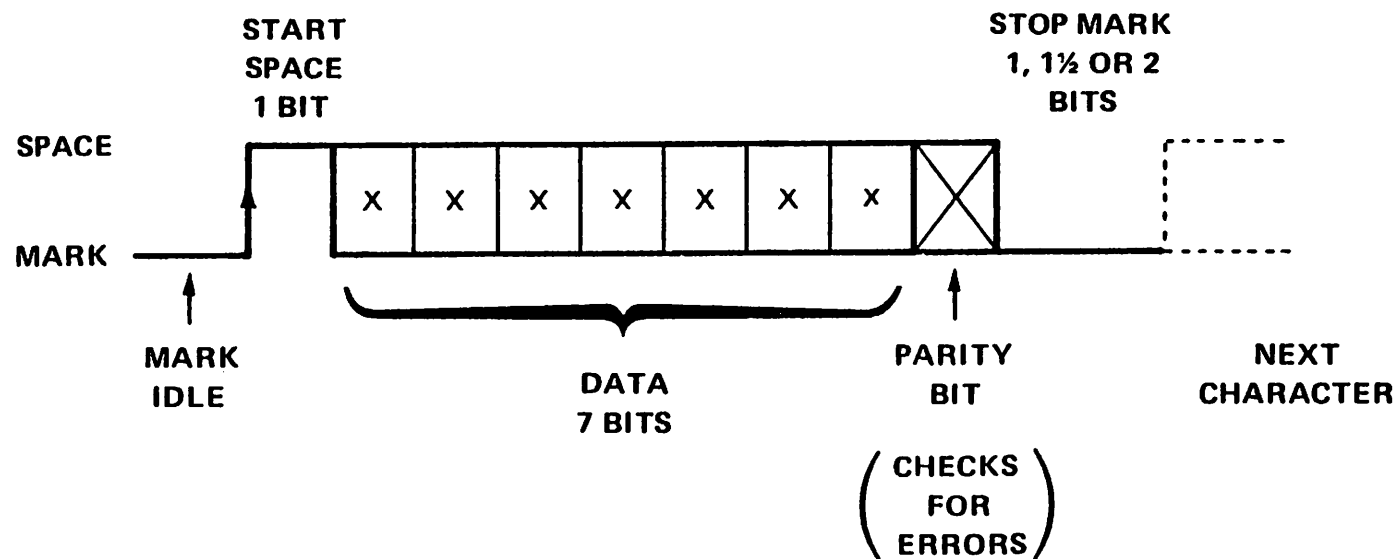 START
SPACE
1 BIT
STOP MARK
1, 1½ OR 2
BITS
SPACE
X X X X X X X
MARK
MARK
IDLE
DATA
7 BITS
PARITY
BIT
(CHECKS
FOR
ERRORS)
NEXT
CHARACTER